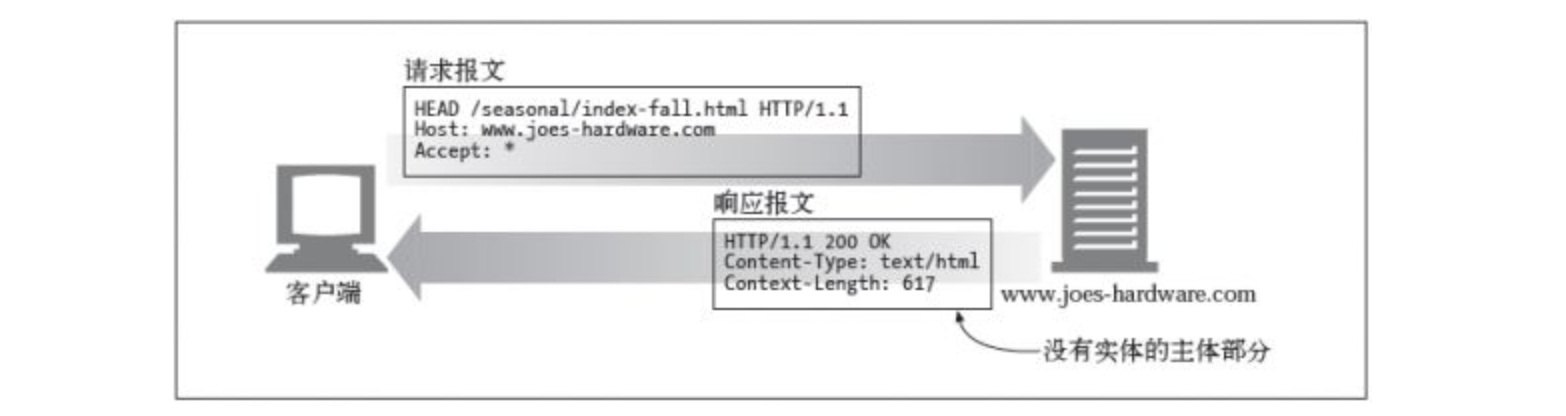 请求报文
HEAD /seasonal/index-fall.html HTTP/1.1
Host: www.joes-hardware.com
Accept: *
响应报文
HTTP/1.1 200 OK
Content-Type: text/html
Context-Length: 617
客户端
www.joes-hardware.com
没有实体的主体部分